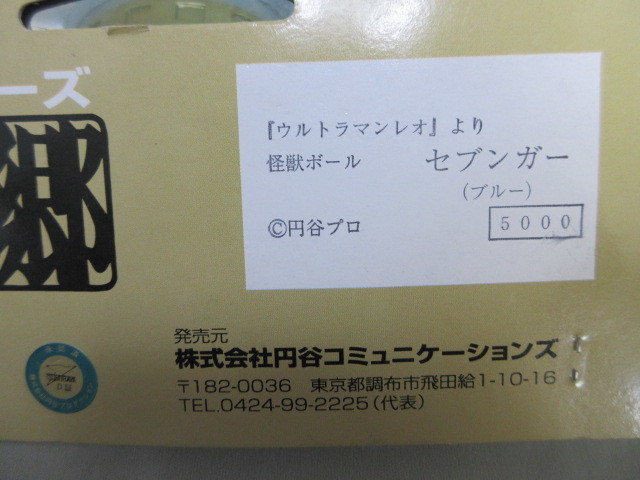 ーズ
郷
『ウルトラマンレオ』より
怪獣ボール セブンガー
(ブルー)
©円谷プロ
5000
発売元
株式会社円谷コミュニケーションズ
〒182-0036 東京都調布市飛田給1-10-16
TEL.0424-99-2225(代表)